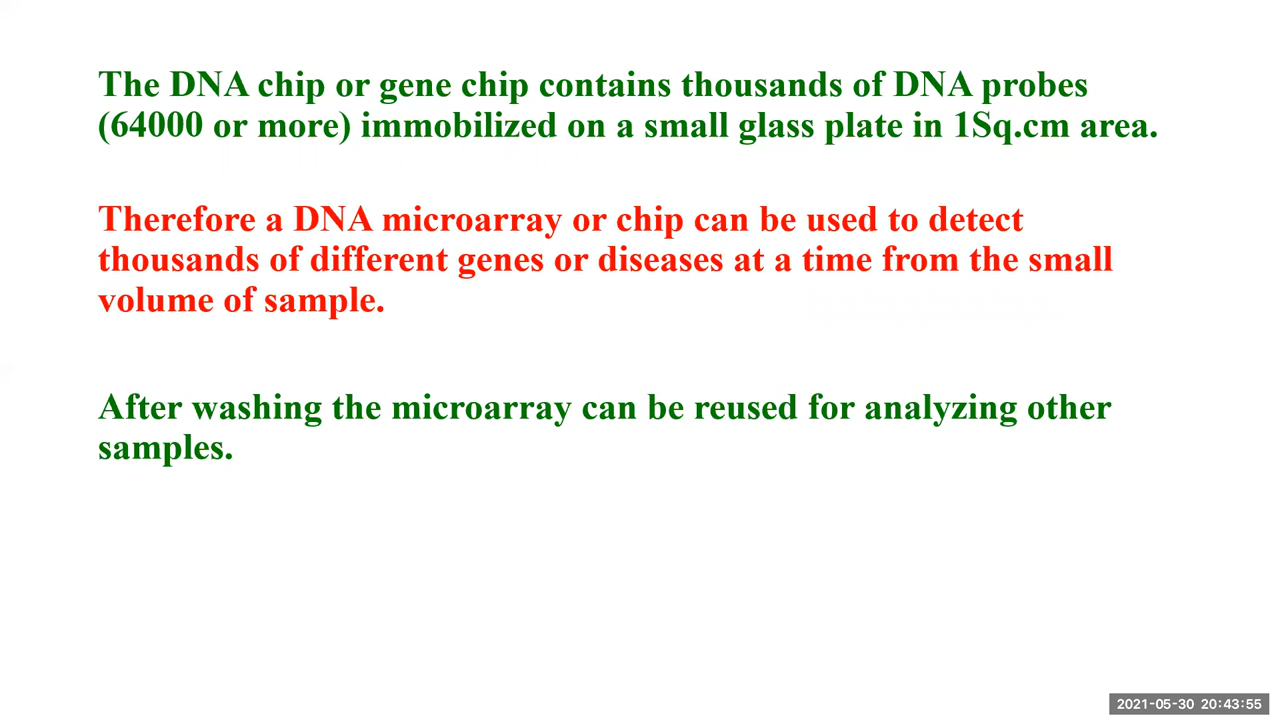 The DNA chip or gene chip contains thousands of DNA probes
(64000 or more) immobilized on a small glass plate in 1Sq.cm area.
Therefore a DNA microarray or chip can be used to detect
thousands of different genes or diseases at a time from the small
volume of sample.
After washing the microarray can be reused for analyzing other
samples.
2021-05-30 20:43:55